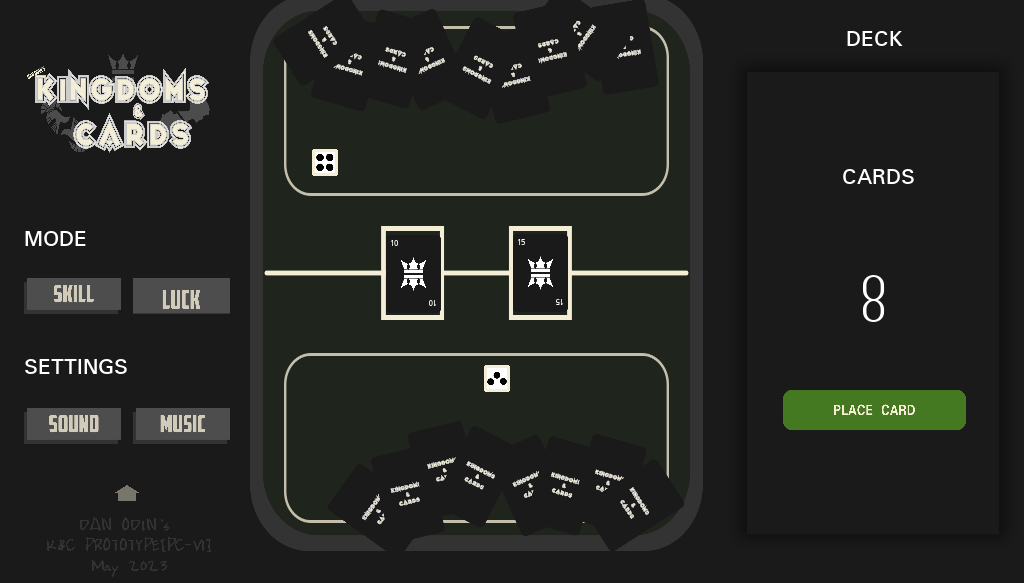 KINGDOMS
&
CARDS
MODE
SKILL
LUCK
SETTINGS
SOUND
MUSIC
DAN ODIN's
K&C PROTOTYPE[PC-V1]
May 2023
10
10
15
15
DECK
CARDS
8
PLACE CARD